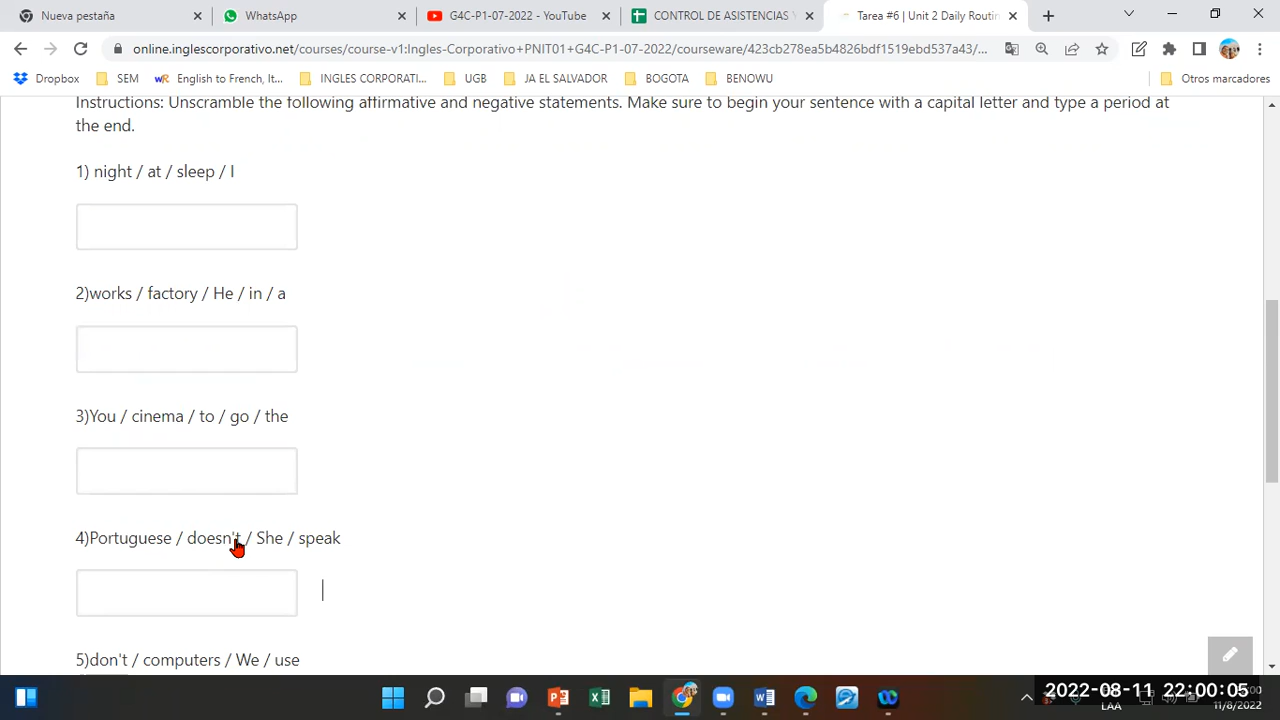 Nueva pestaña
WhatsApp
G4C-P1-07-2022 - YouTube
CONTROL DE ASISTENCIAS Y
Tarea #6 | Unit 2 Daily Routin
online.inglescorporativo.net/courses/course-v1:Ingles-Corporativo+PNIT01+G4C-P1-07-2022/courseware/423cb278ea5b4826bdf1519ebd537a43/...
Dropbox
SEM
English to French, It...
INGLES CORPORATI...
UGB
JA EL SALVADOR
BOGOTA
BENOWU
Otros marcadores
Instructions: Unscramble the following affirmative and negative statements. Make sure to begin your sentence with a capital letter and type a period at
the end.
1) night / at / sleep / I
2)works / factory / He / in / a
3)You / cinema / to / go / the
4)Portuguese / doesn't / She / speak
5)don't / computers / We / use
2022-08-11 22:00:05
LAA
11/8/2022